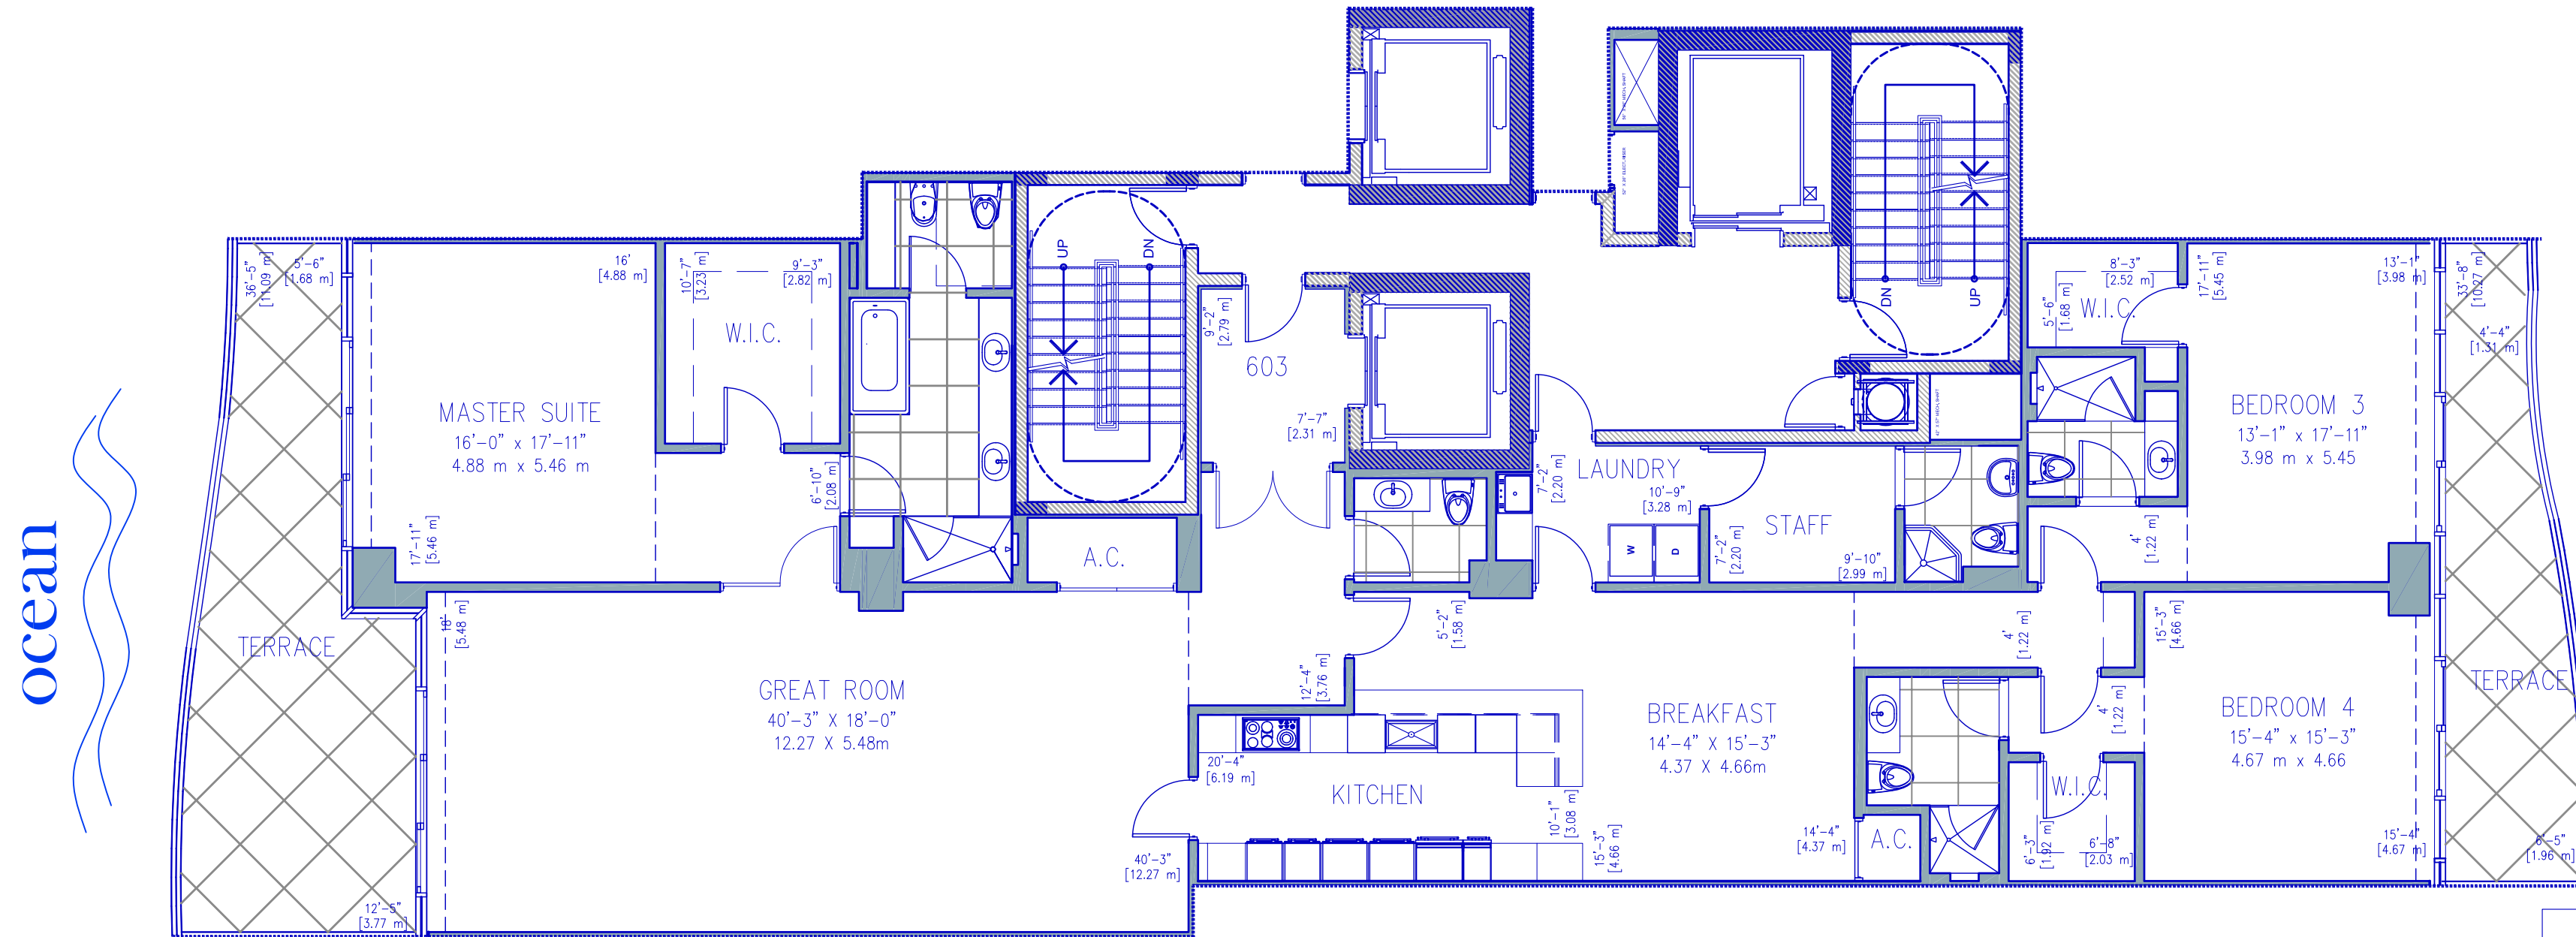 ocean
36'-5"
[11.09 m]
5'-6"
[1.68 m]
TERRACE
12'-5"
[3.77 m]
16'
[4.88 m]
MASTER SUITE
16'-0" x 17'-11"
4.88 m x 5.46 m
17'-11"
[5.46 m]
10'-7"
[3.23 m]
9'-3"
[2.82 m]
W.I.C.
6'-10"
[2.08 m]
UP
DN
A.C.
9'-2"
[2.79 m]
603
7'-7"
[2.31 m]
18'
[5.48 m]
GREAT ROOM
40'-3" X 18'-0"
12.27 X 5.48m
12'-4"
[3.76 m]
40'-3"
[12.27 m]
5'-2"
[1.58 m]
20'-4"
[6.19 m]
KITCHEN
10'-1"
[3.08 m]
15'-3"
[4.66 m]
BREAKFAST
14'-4" X 15'-3"
4.37 X 4.66m
14'-4"
[4.37 m]
A.C.
7'-2"
[2.20 m]
LAUNDRY
10'-9"
[3.28 m]
W
D
7'-2"
[2.20 m]
STAFF
9'-10"
[2.99 m]
DN
UP
8'-3"
[2.52 m]
5'-6"
[1.68 m]
W.I.C.
17'-11"
[5.45 m]
13'-1"
[3.98 m]
BEDROOM 3
13'-1" x 17'-11"
3.98 m x 5.45
4'
[1.22 m]
4'
[1.22 m]
4'
[1.22 m]
15'-3"
[4.66 m]
BEDROOM 4
15'-4" x 15'-3"
4.67 m x 4.66
15'-4"
[4.67 m]
W.I.C.
6'-3"
[1.92 m]
6'-8"
[2.03 m]
33'-8"
[10.27 m]
4'-4"
[1.31 m]
TERRACE
6'-5"
[1.96 m]